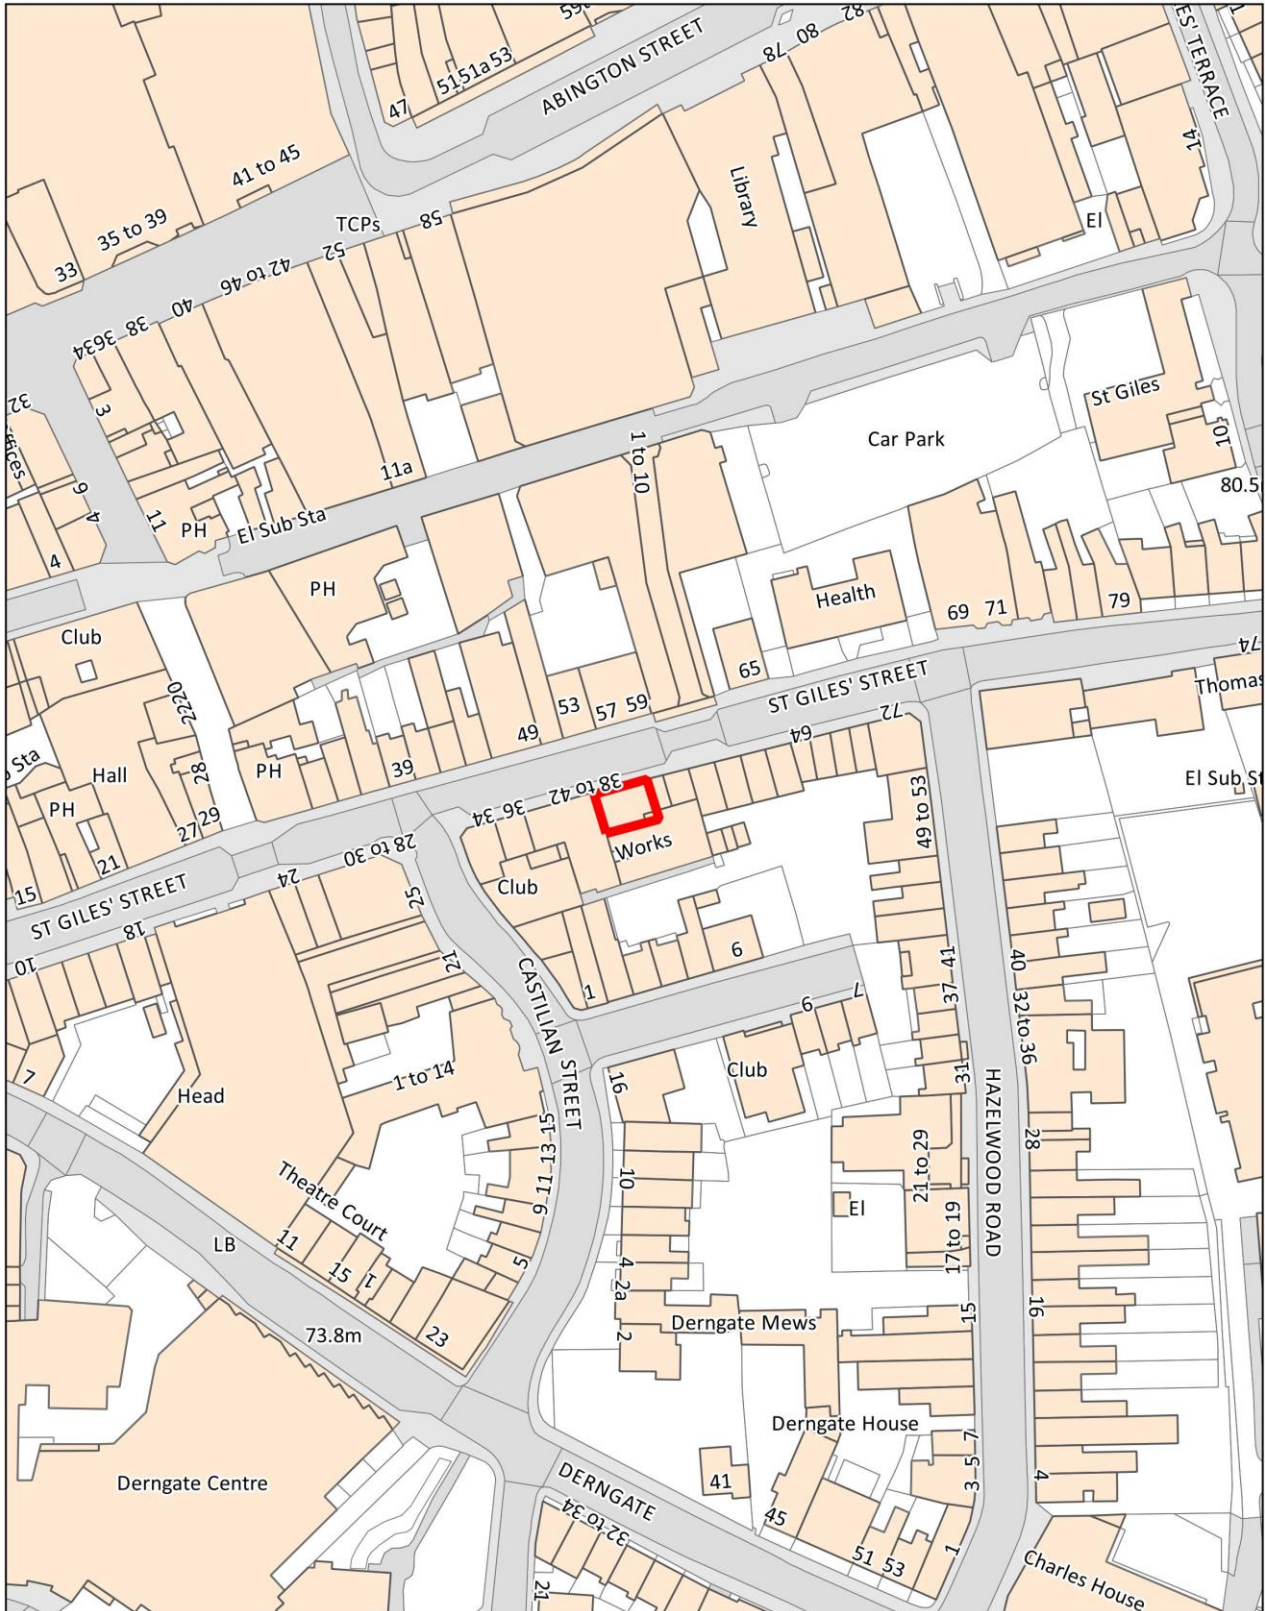 82
80
78
ABINGTON STREET
51 51a 53
47
ES' TERRACE
14
41 to 45
35 to 39
33
TCPs
58
52
42 to 46
40
38
3634
Library
El
32
ffices
3
11a
1 to 10
Car Park
St Giles
10
80.5
9
4
4
11
PH
El Sub Sta
PH
Club
Health
69 71
79
74
65
ST GILES' STREET
72
64
Thomas
2220
53
57 59
49
39
PH
28
Hall
Sta
PH
27 29
21
15
38 to 42
36 34
Works
Club
28 to 30
24
25
ST GILES' STREET
18
10
21
49 to 53
El Sub St
6
1
CASTILIAN STREET
37 41
40
32 to 36
9
7
7
Head
1 to 14
16
Club
31
HAZELWOOD ROAD
28
9 11 13 15
10
21 to 29
17 to 19
El
Theatre Court
LB
11
15
1
5
4 2a
2
23
73.8m
Derngate Mews
15
16
Derngate House
3 5 7
4
Derngate Centre
DERNGATE
41
45
32 to 34
51 53
1
21
Charles House